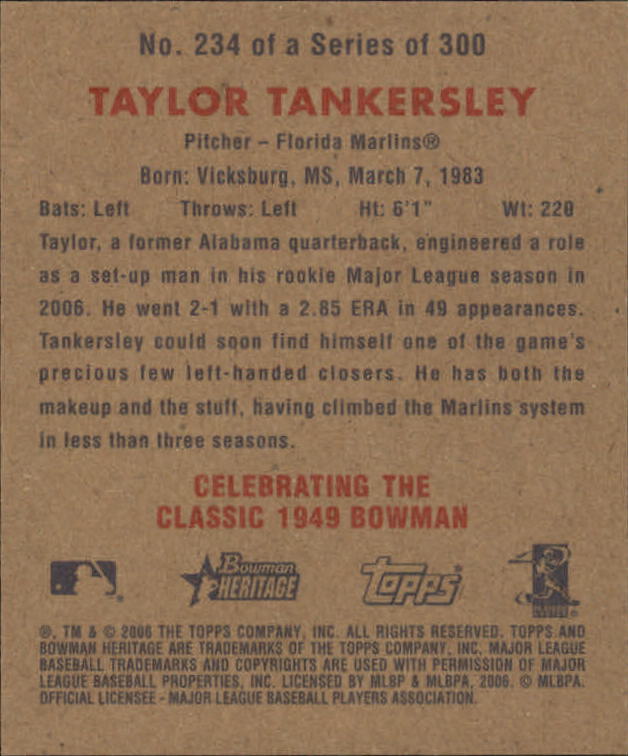 No. 234 of a Series of 300
TAYLOR TANKERSLEY
Pitcher – Florida Marlins®
Born: Vicksburg, MS, March 7, 1983
Bats: Left Throws: Left Ht: 6'1" Wt: 220
Taylor, a former Alabama quarterback, engineered a role
as a set-up man in his rookie Major League season in
2006. He went 2-1 with a 2.85 ERA in 49 appearances.
Tankersley could soon find himself one of the game's
precious few left-handed closers. He has both the
makeup and the stuff, having climbed the Marlins system
in less than three seasons.
CELEBRATING THE
CLASSIC 1949 BOWMAN
Bowman
HERITAGE
Topps
®, TM & © 2006 THE TOPPS COMPANY, INC. ALL RIGHTS RESERVED. TOPPS AND
BOWMAN HERITAGE ARE TRADEMARKS OF THE TOPPS COMPANY, INC. MAJOR LEAGUE
BASEBALL TRADEMARKS AND COPYRIGHTS ARE USED WITH PERMISSION OF MAJOR
LEAGUE BASEBALL PROPERTIES, INC. LICENSED BY MLBP & MLBPA, 2006. © MLBPA.
OFFICIAL LICENSEE - MAJOR LEAGUE BASEBALL PLAYERS ASSOCIATION.